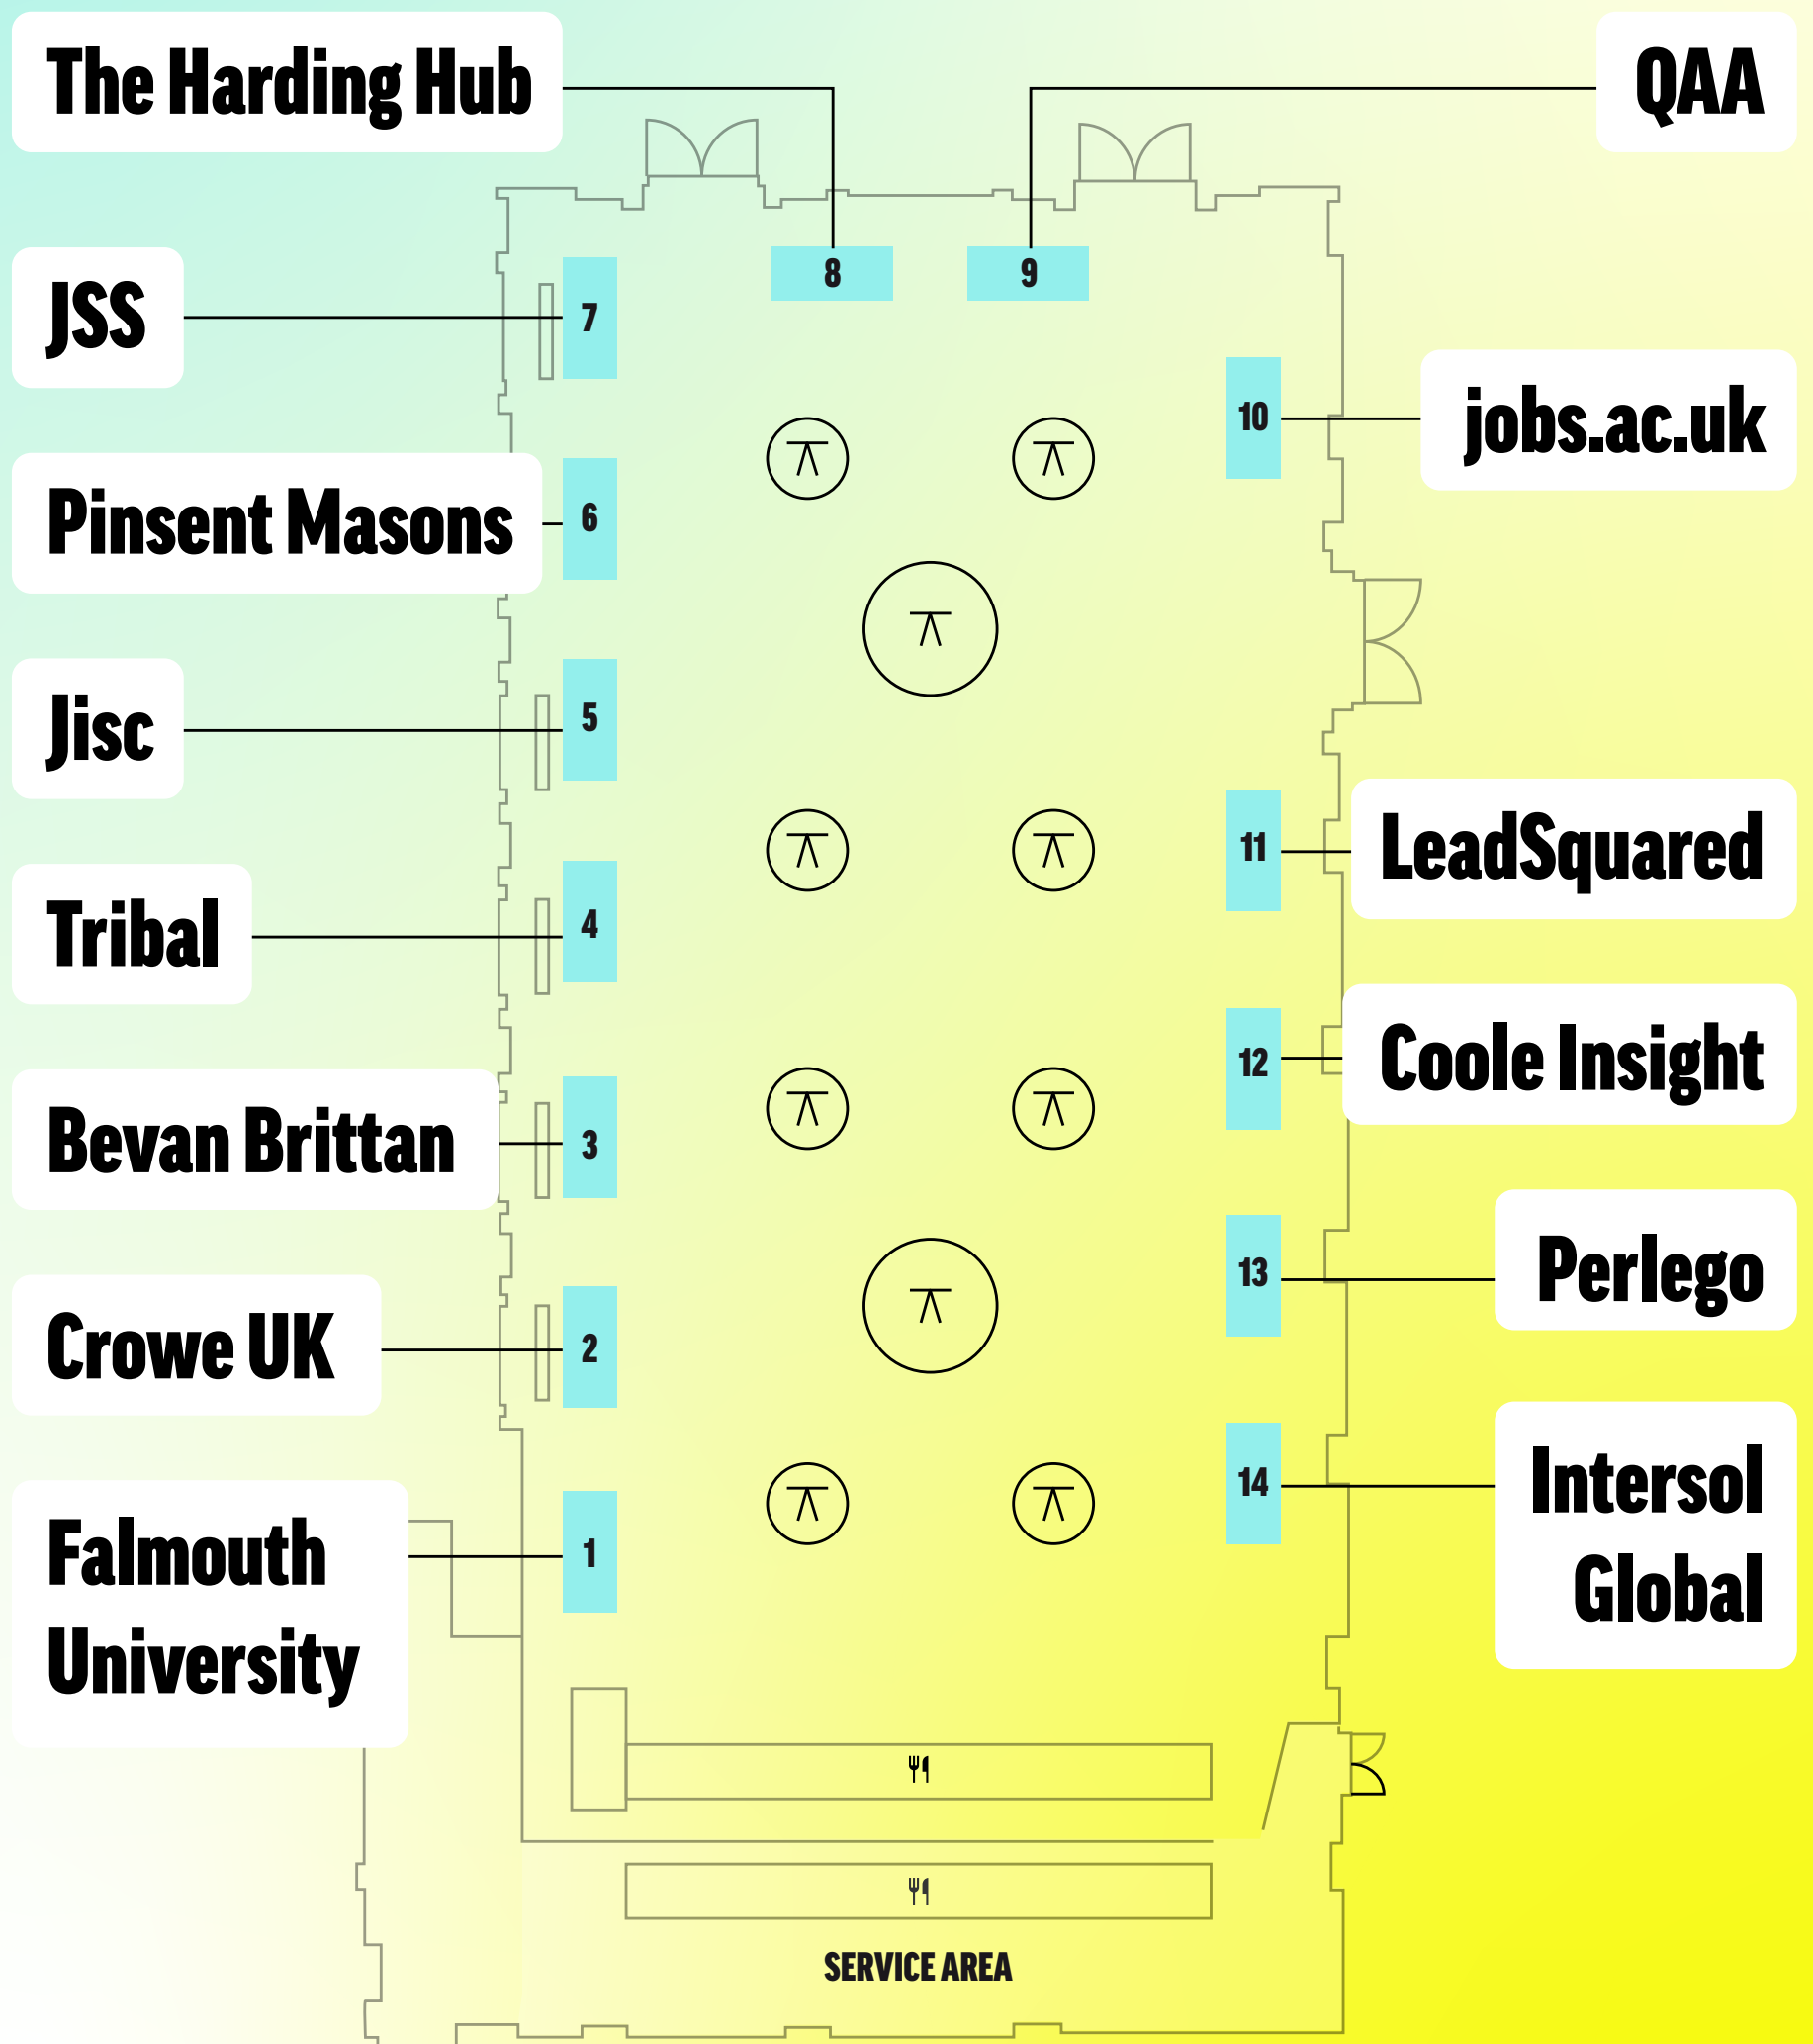 The Harding Hub
QAA
8
9
JSS
7
10
jobs.ac.uk
Pinsent Masons
6
Jisc
5
11
LeadSquared
Tribal
4
12
Coole Insight
Bevan Brittan
3
13
Perlego
Crowe UK
2
14
Intersol
Global
Falmouth
University
1
SERVICE AREA